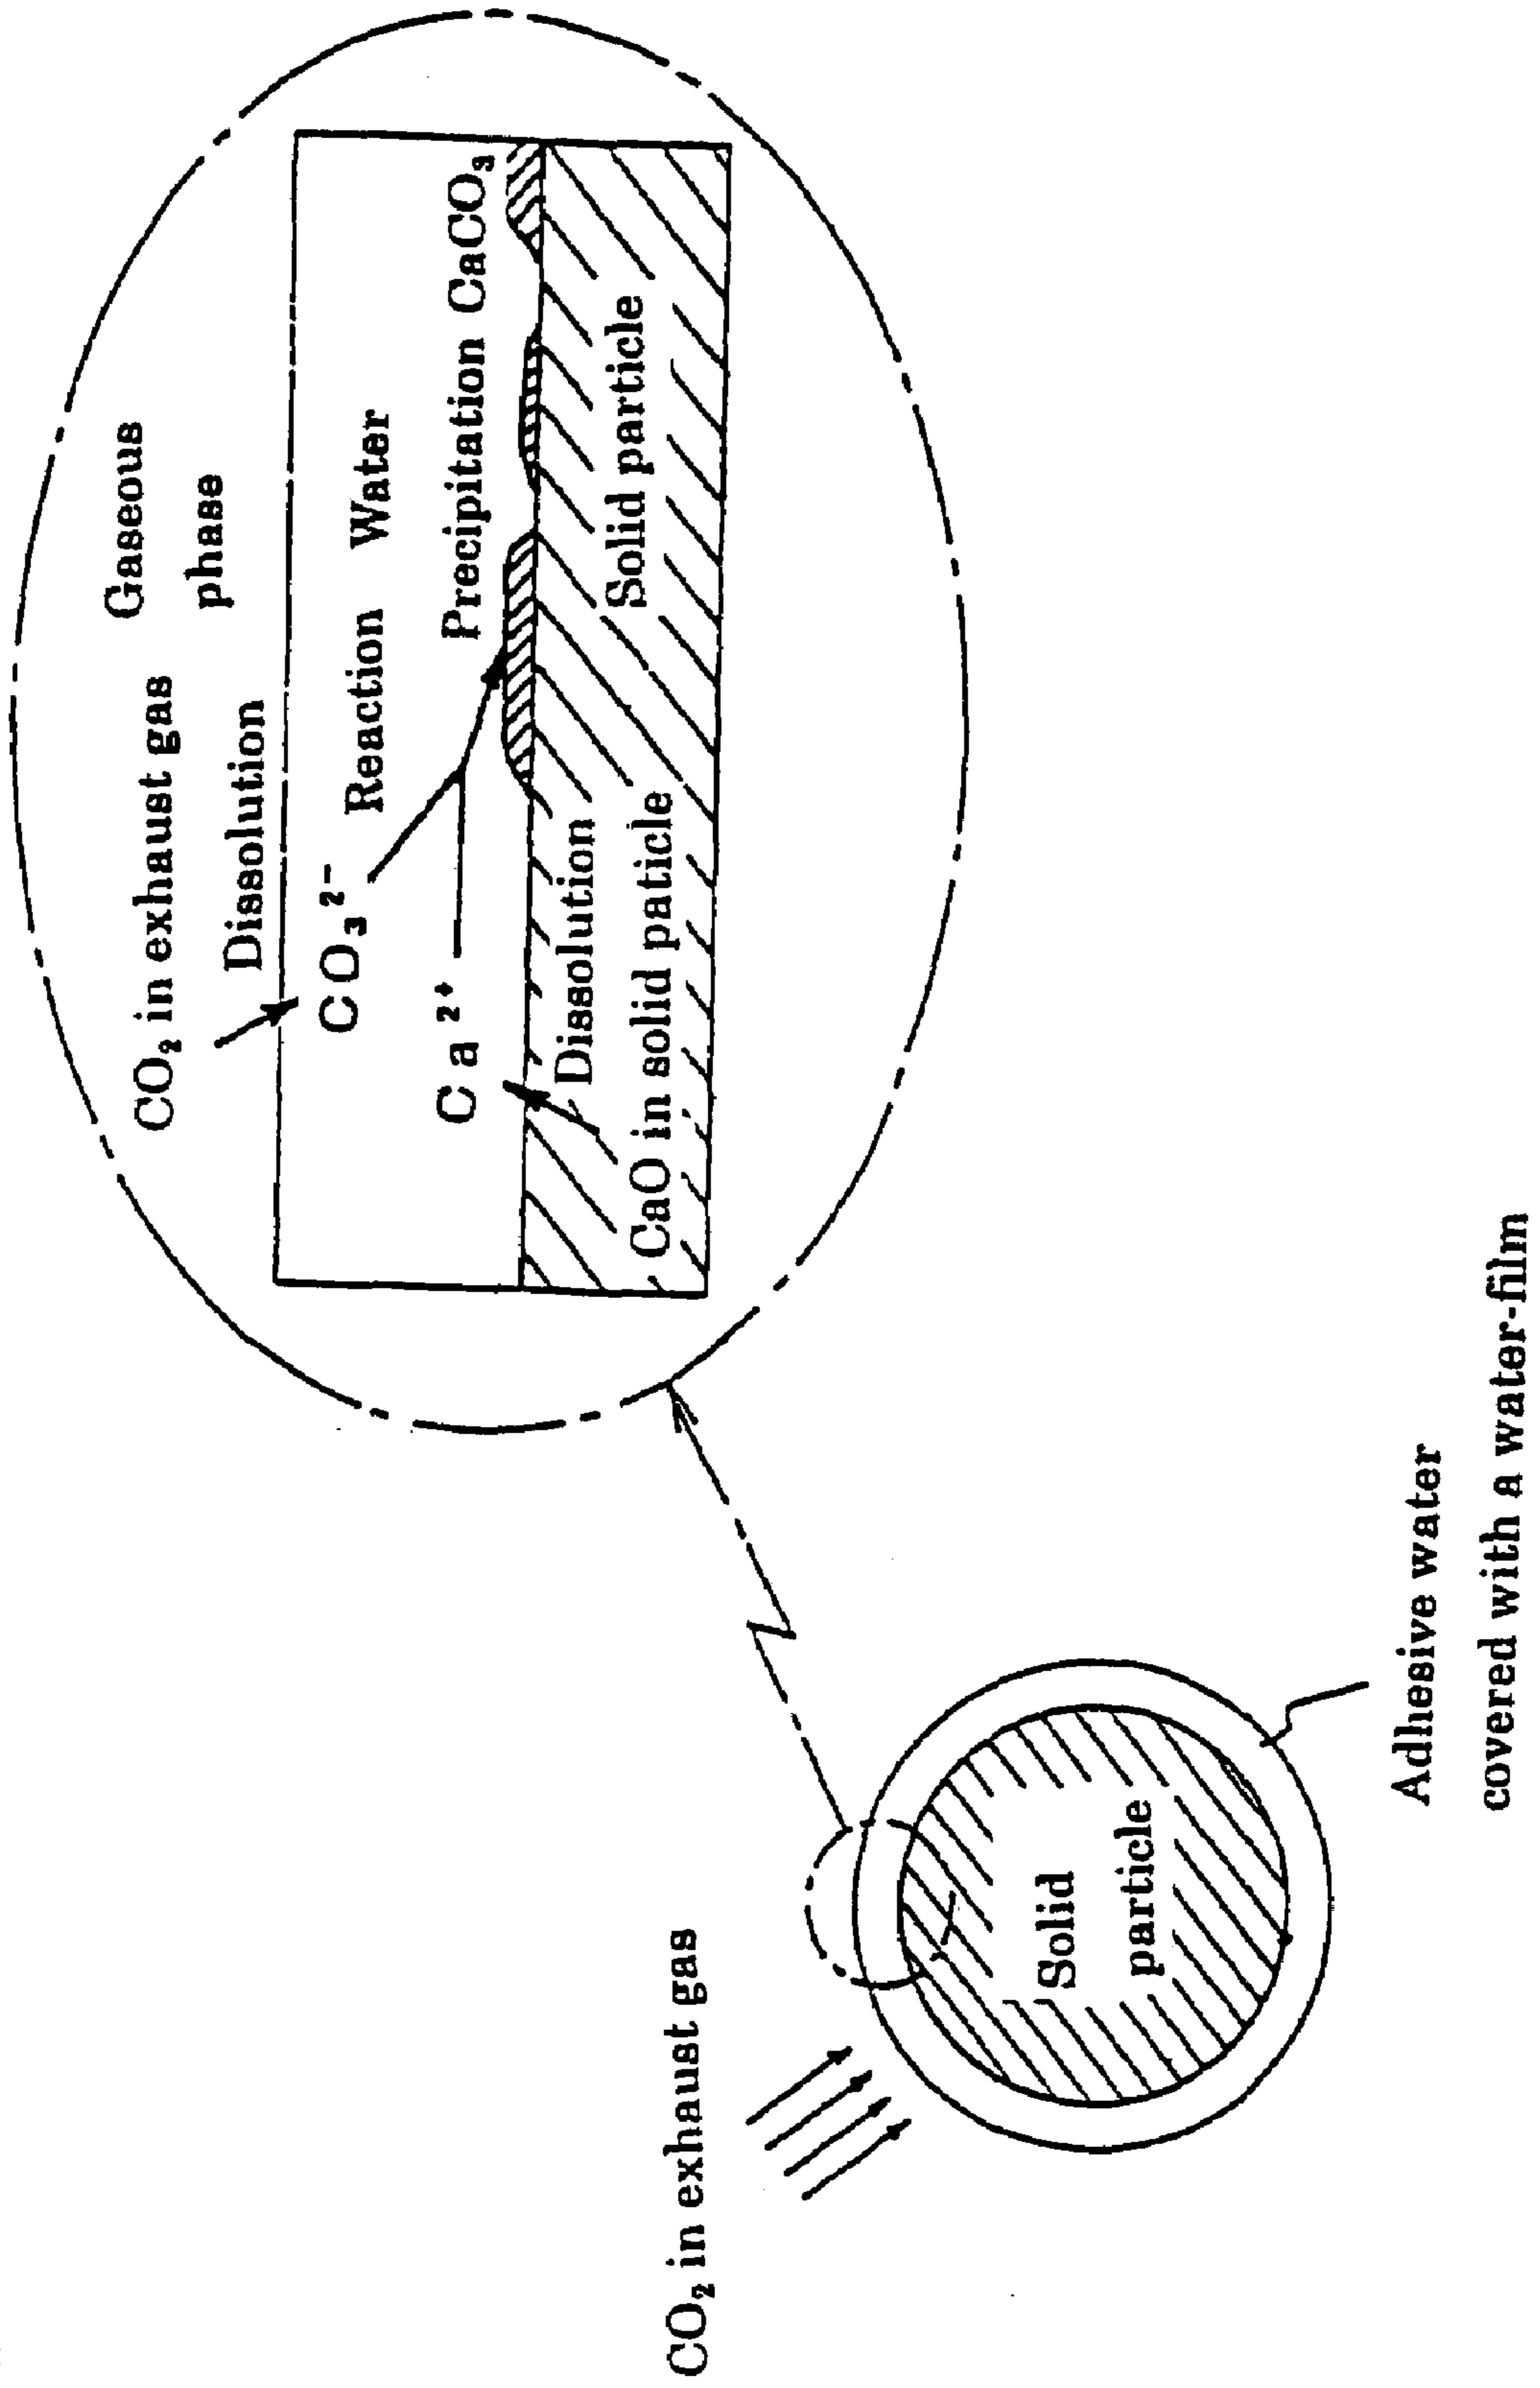 CO₂ in exhaust gas
Solid
particle
Adhesive water
covered with a water-film
Gaseous
phase
CO₂ in exhaust gas
Dissolution
CO₃²⁻
Reaction Water
Ca²⁺
Precipitation CaCO₃
Dissolution
Solid particle
CaO in solid paticle